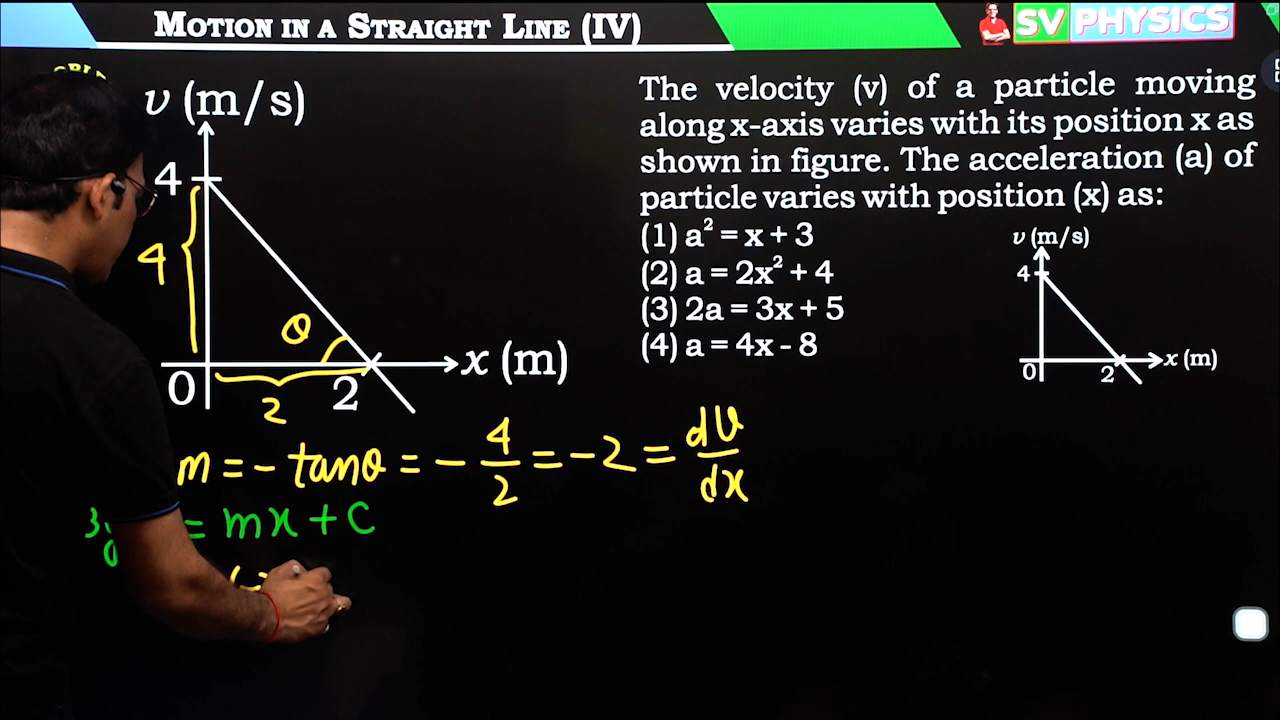 MOTION IN A STRAIGHT LINE (IV)
SV PHYSICS
v (m/s)
4
4
θ
x (m)
0
2
2
The velocity (v) of a particle moving
along x-axis varies with its position x as
shown in figure. The acceleration (a) of
particle varies with position (x) as:
(1) a² = x + 3
(2) a = 2x² + 4
(3) 2a = 3x + 5
(4) a = 4x - 8
v (m/s)
4
0
2
x (m)
m = - tanθ = - 4/2 = -2 = dv/dx
= mx + c